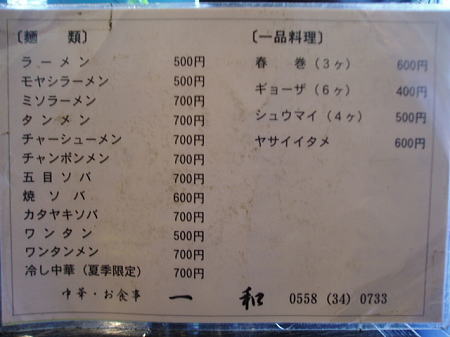 〔麺　類〕
ラーメン 500円
モヤシラーメン 500円
ミソラーメン 700円
タンメン 700円
チャーシューメン 700円
チャンポンメン 700円
五目ソバ 700円
焼ソバ 600円
カタヤキソバ 700円
ワンタン 500円
ワンタンメン 700円
冷し中華（夏季限定） 700円
〔一品料理〕
春　巻（3ヶ） 600円
ギョーザ（6ヶ） 400円
シュウマイ（4ヶ） 500円
ヤサイイタメ 600円
中華・お食事　一　和　0558 (34) 0733